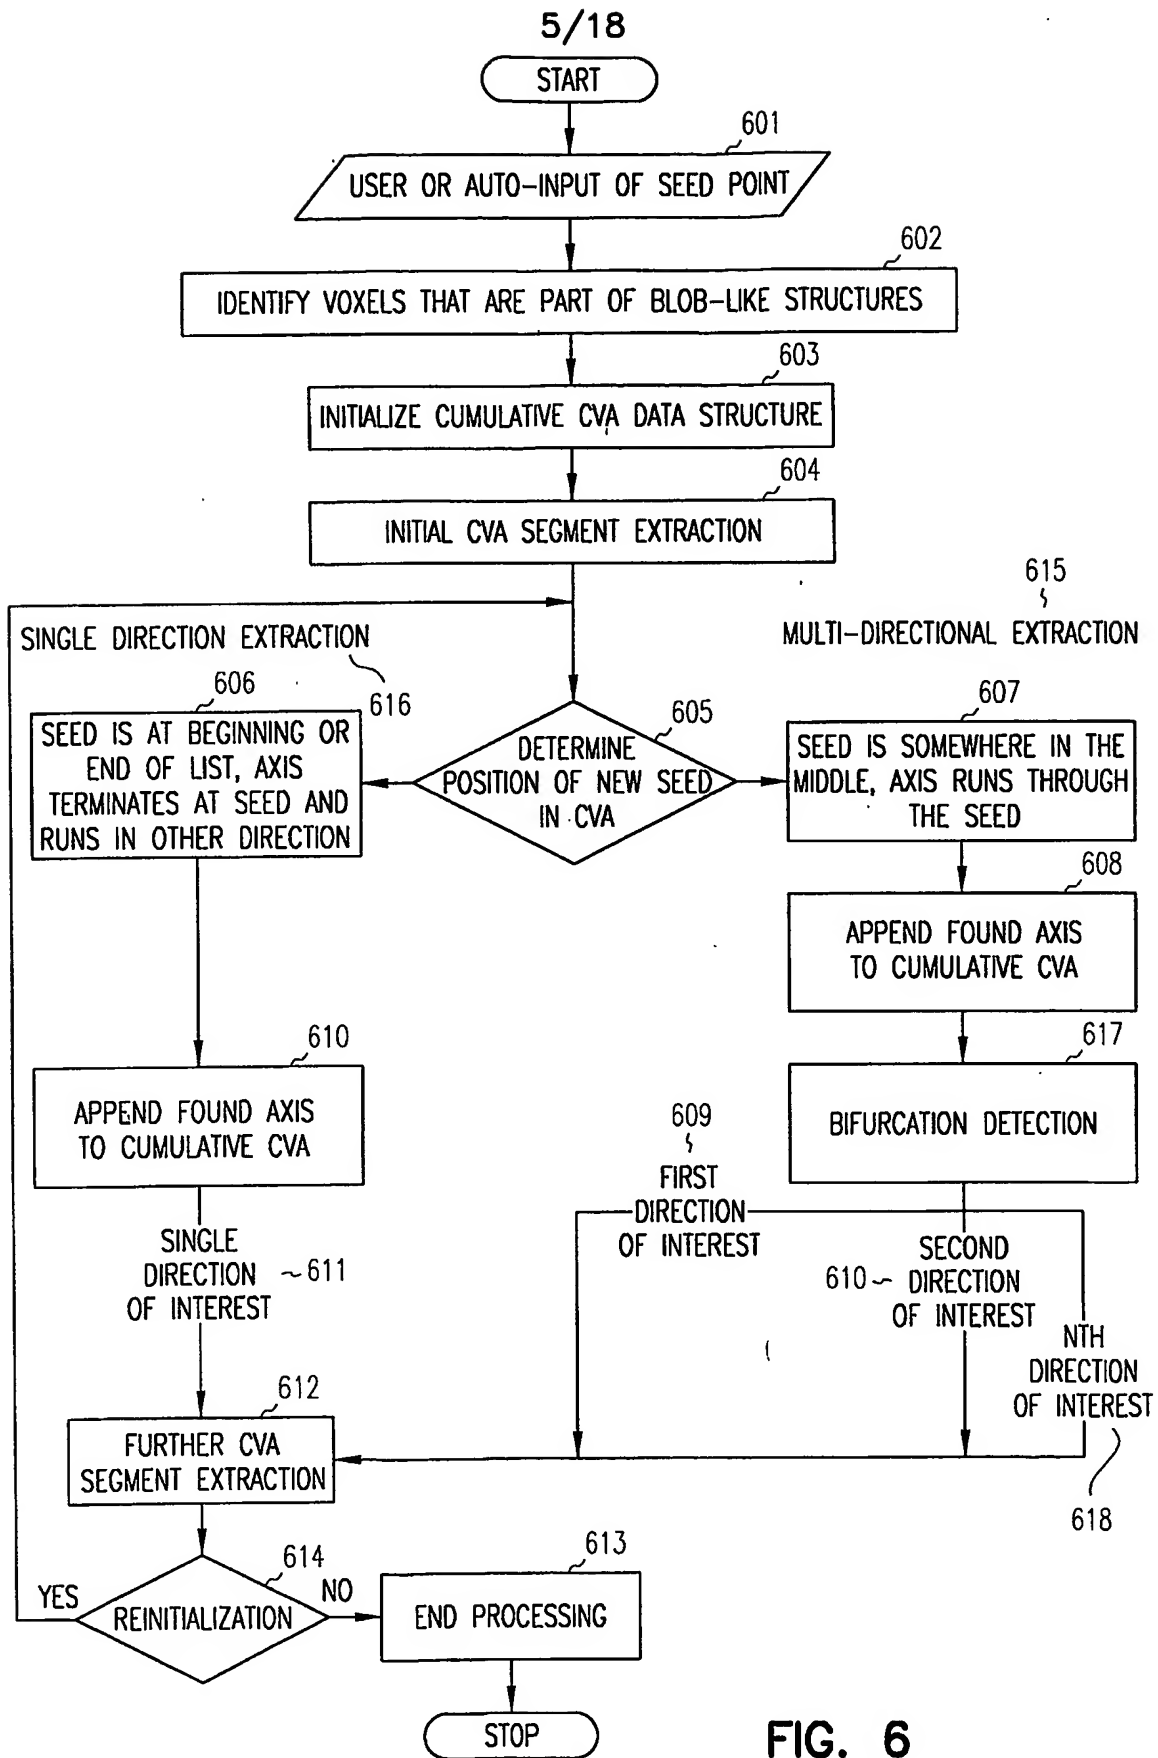 5/18
START
601
USER OR AUTO-INPUT OF SEED POINT
602
IDENTIFY VOXELS THAT ARE PART OF BLOB-LIKE STRUCTURES
603
INITIALIZE CUMULATIVE CVA DATA STRUCTURE
604
INITIAL CVA SEGMENT EXTRACTION
615
MULTI-DIRECTIONAL EXTRACTION
SINGLE DIRECTION EXTRACTION
616
606
SEED IS AT BEGINNING OR
END OF LIST, AXIS
TERMINATES AT SEED AND
RUNS IN OTHER DIRECTION
605
DETERMINE
POSITION OF NEW SEED
IN CVA
607
SEED IS SOMEWHERE IN THE
MIDDLE, AXIS RUNS THROUGH
THE SEED
608
APPEND FOUND AXIS
TO CUMULATIVE CVA
617
BIFURCATION DETECTION
610
APPEND FOUND AXIS
TO CUMULATIVE CVA
609
FIRST
DIRECTION
OF INTEREST
610
SECOND
DIRECTION
OF INTEREST
NTH
DIRECTION
OF INTEREST
618
SINGLE
DIRECTION
OF INTEREST
611
612
FURTHER CVA
SEGMENT EXTRACTION
614
REINITIALIZATION
YES
NO
613
END PROCESSING
STOP
FIG. 6